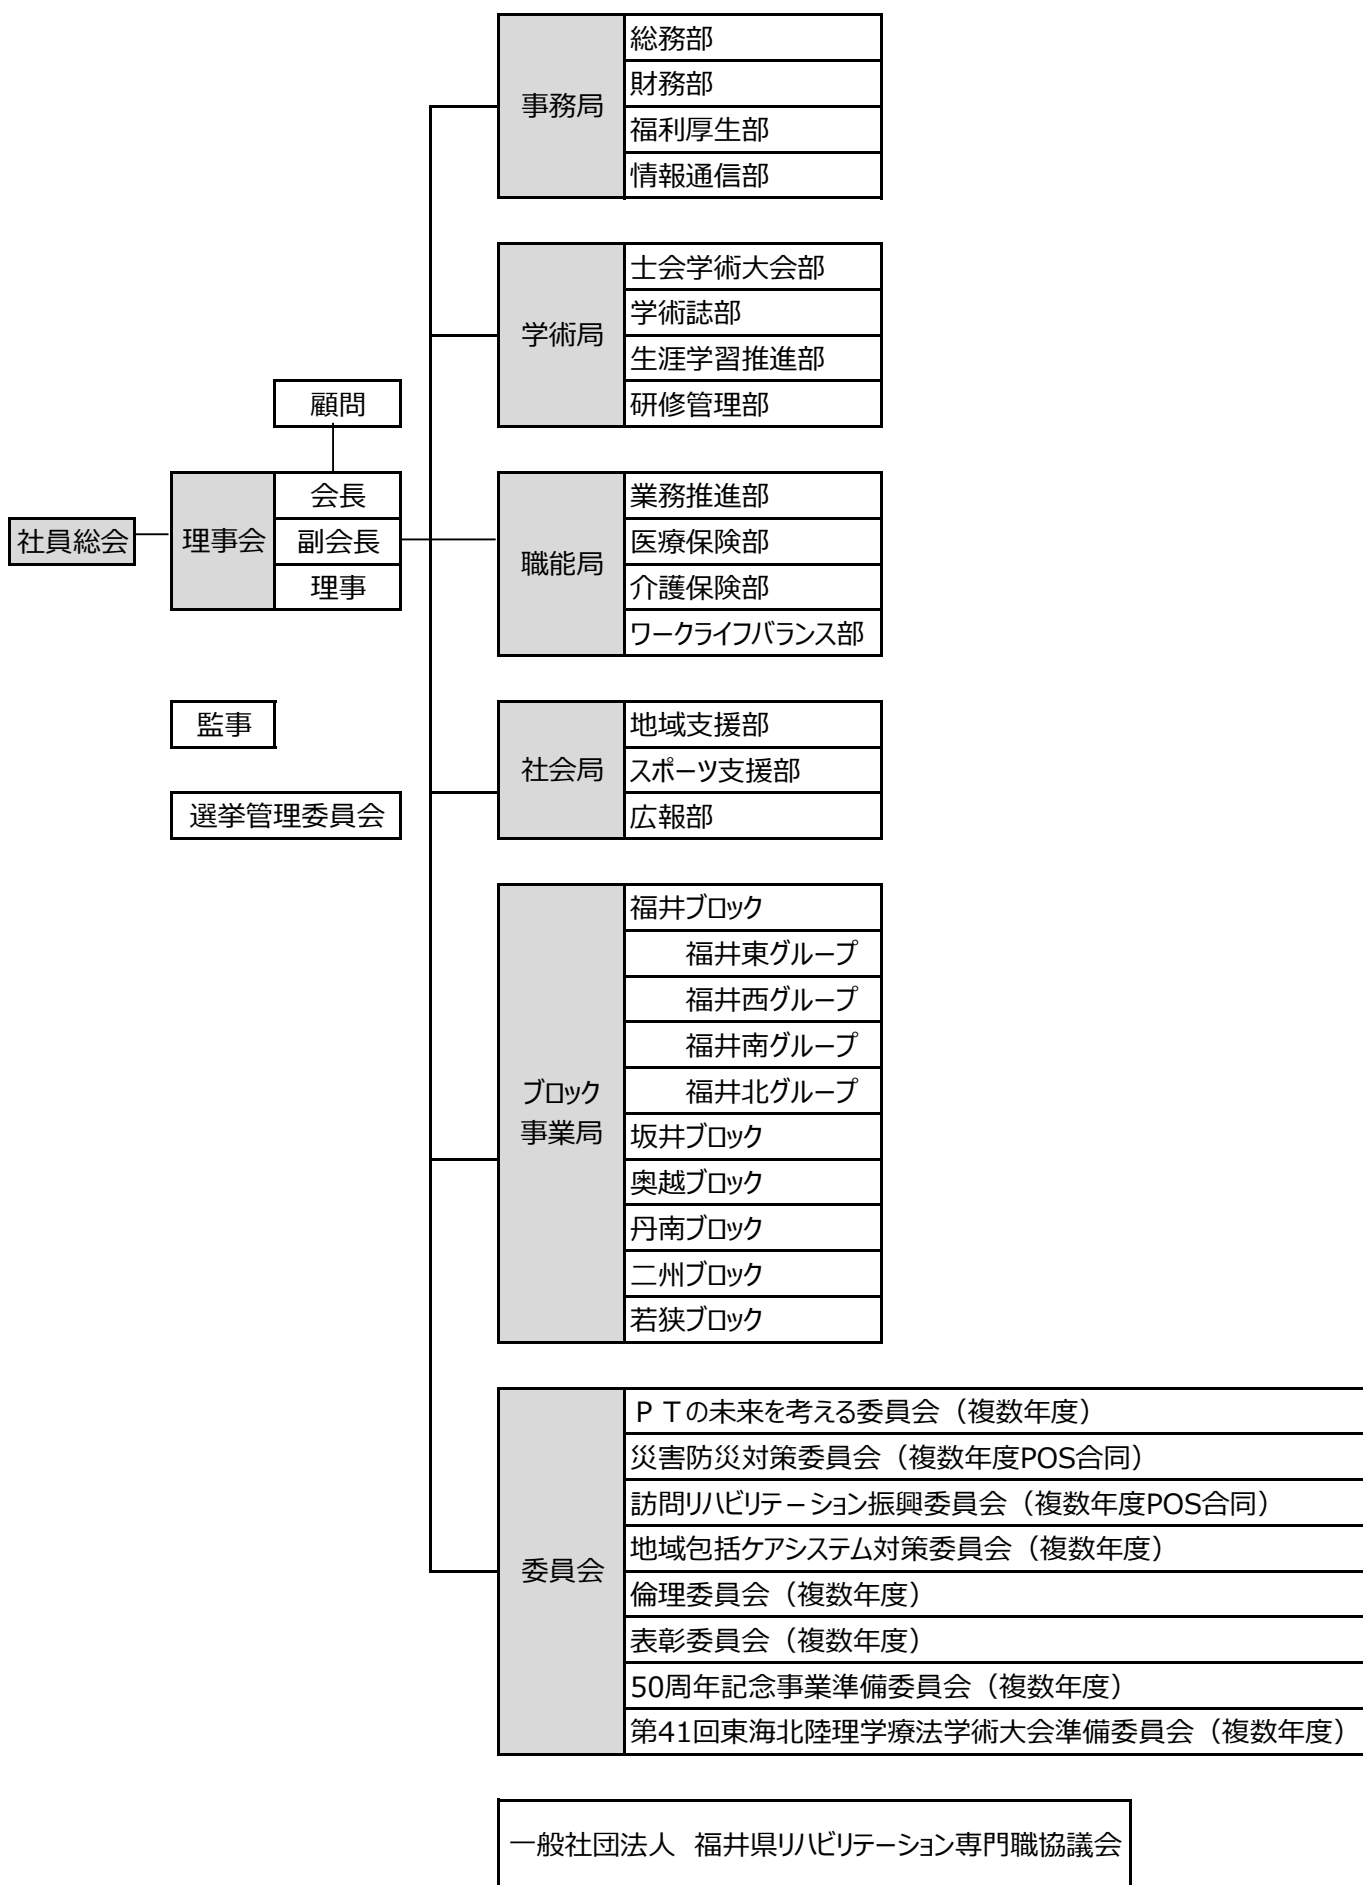 社員総会
理事会
顧問
会長
副会長
理事
監事
選挙管理委員会
事務局
総務部
財務部
福利厚生部
情報通信部
学術局
士会学術大会部
学術誌部
生涯学習推進部
研修管理部
職能局
業務推進部
医療保険部
介護保険部
ワークライフバランス部
社会局
地域支援部
スポーツ支援部
広報部
ブロック
事業局
福井ブロック
福井東グループ
福井西グループ
福井南グループ
福井北グループ
坂井ブロック
奥越ブロック
丹南ブロック
二州ブロック
若狭ブロック
委員会
ＰＴの未来を考える委員会（複数年度）
災害防災対策委員会（複数年度POS合同）
訪問リハビリテ－ション振興委員会（複数年度POS合同）
地域包括ケアシステム対策委員会（複数年度）
倫理委員会（複数年度）
表彰委員会（複数年度）
50周年記念事業準備委員会（複数年度）
第41回東海北陸理学療法学術大会準備委員会（複数年度）
一般社団法人　福井県リハビリテーション専門職協議会